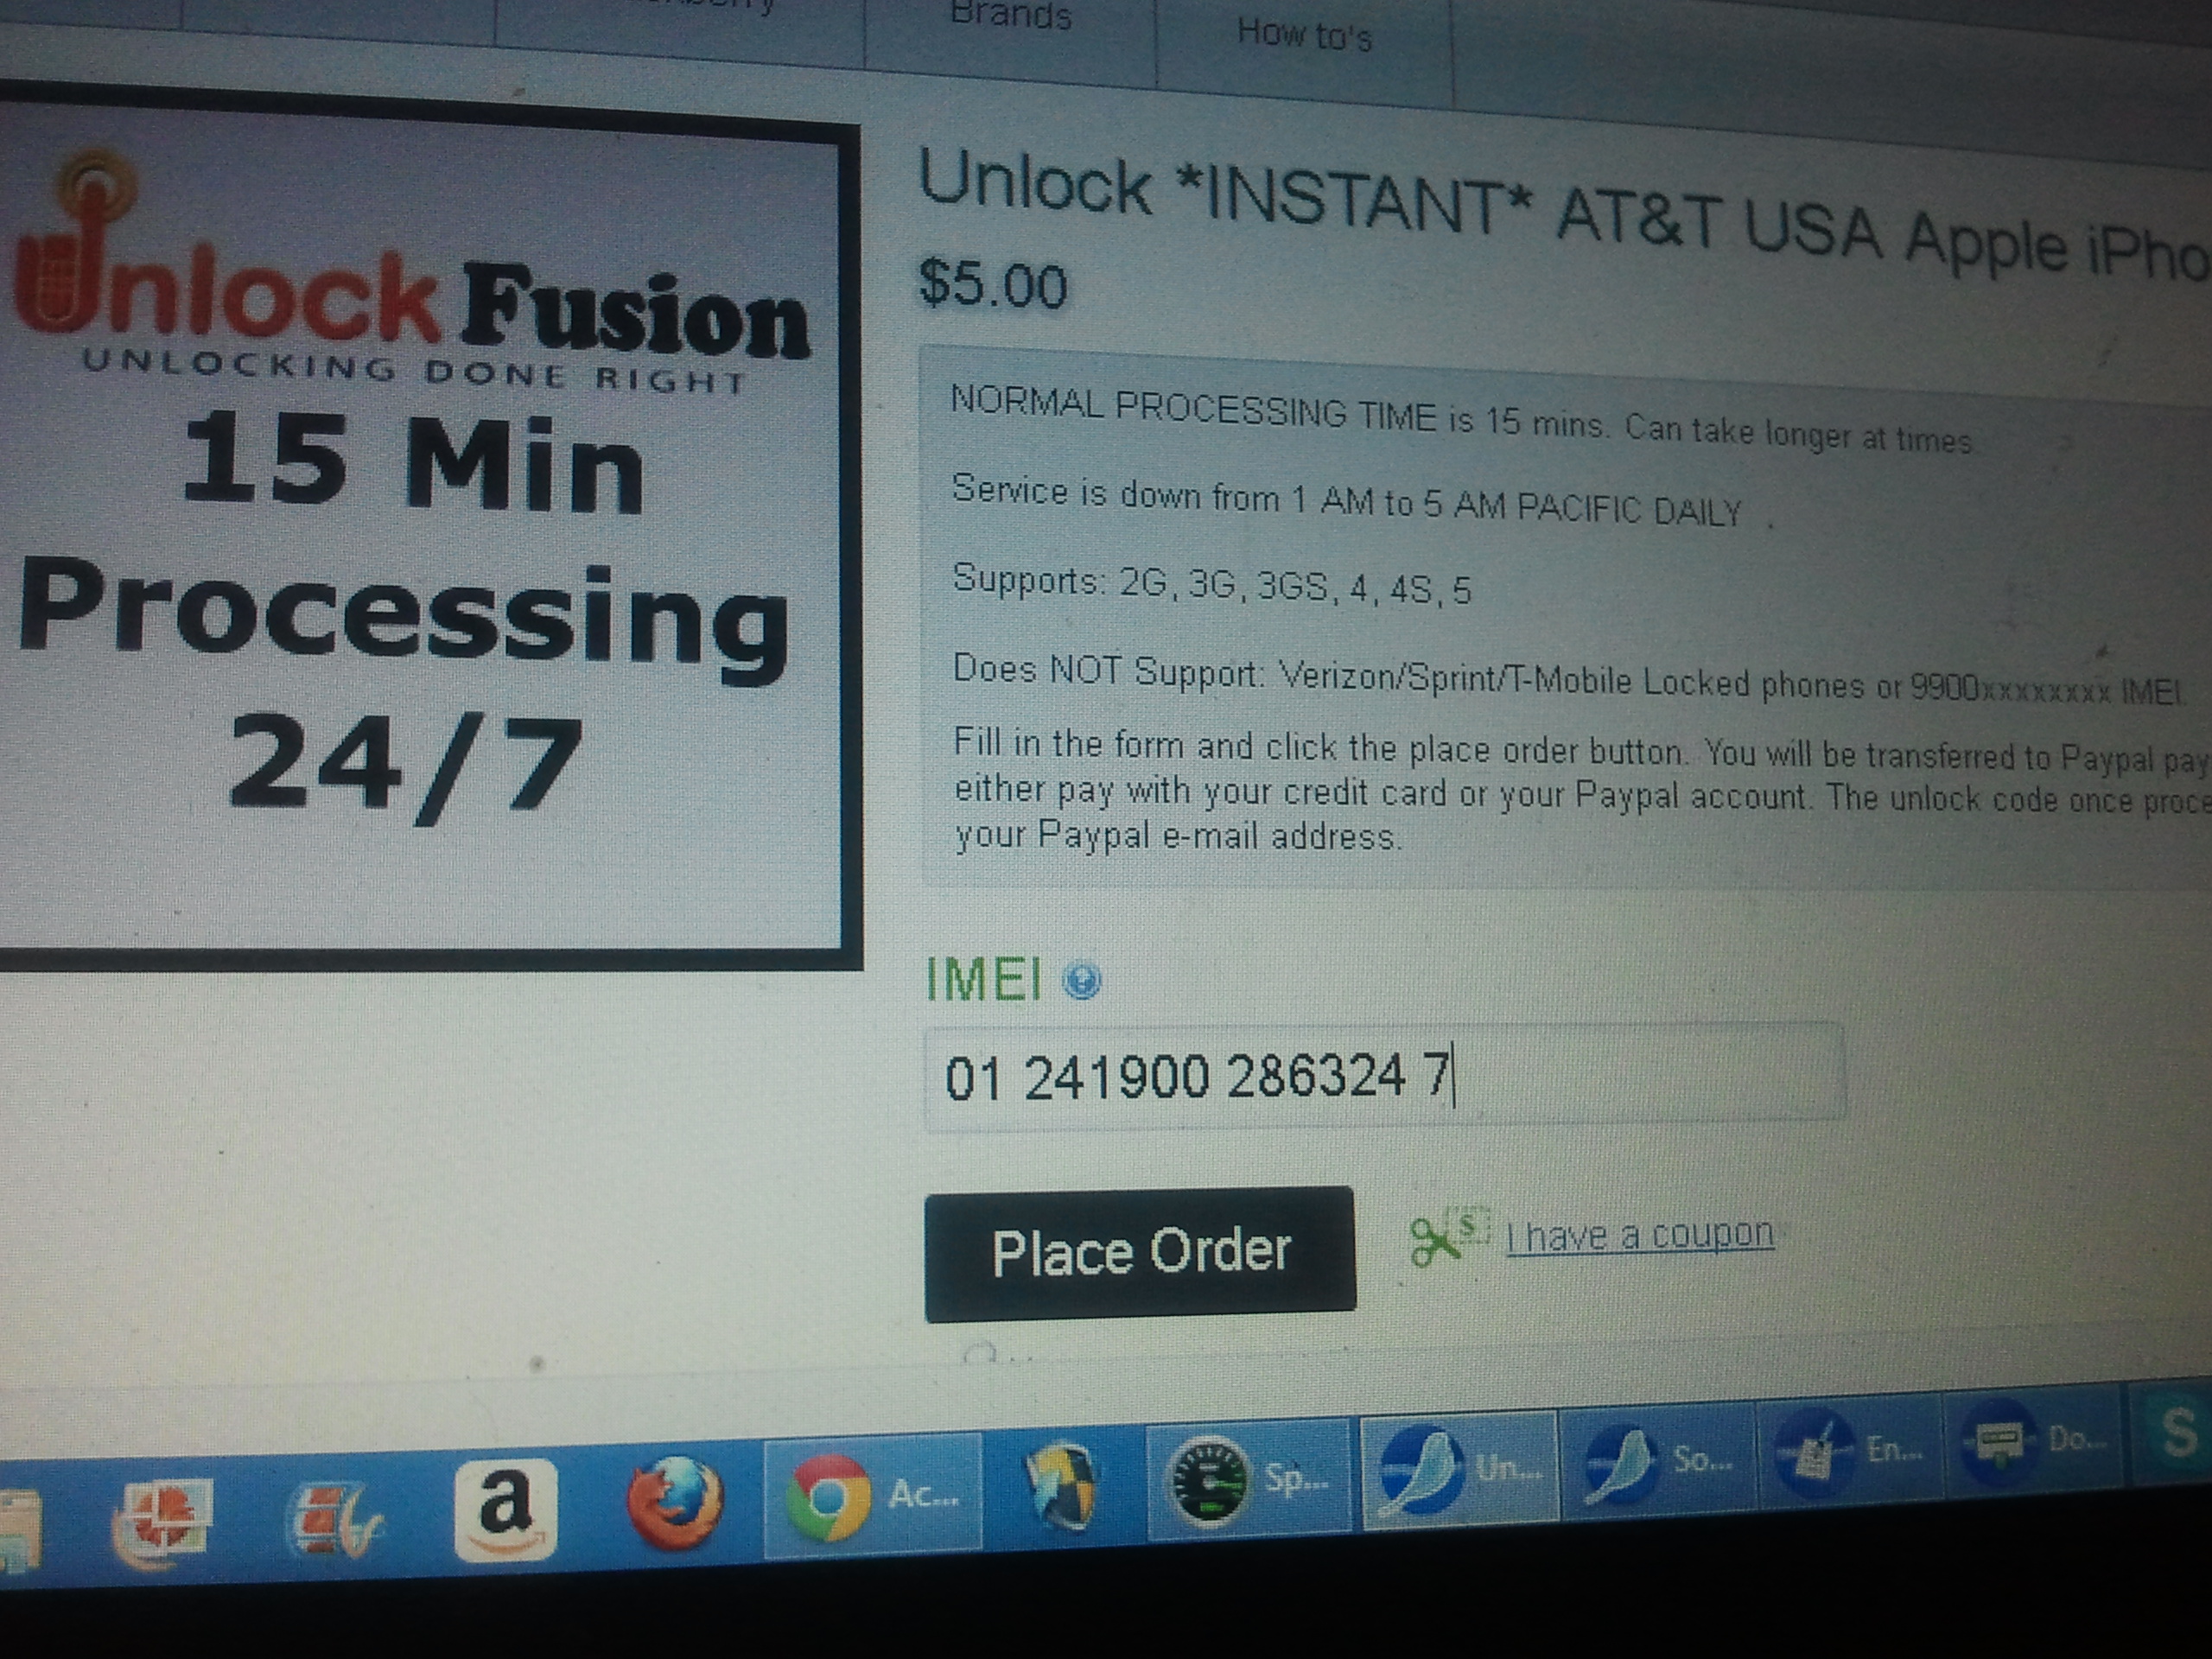 Brands
How to's
Unlock Fusion
UNLOCKING DONE RIGHT
15 Min
Processing
24/7
Unlock *INSTANT* AT&T USA Apple
$5.00
NORMAL PROCESSING TIME is 15 mins. Can take longer at times
Service is down from 1 AM to 5 AM PACIFIC DAILY .
Supports: 2G, 3G, 3GS, 4, 4S, 5
Does NOT Support: Verizon/Sprint/T-Mobile Locked phones or 9900xxxxxxxx IMEI.
Fill in the form and click the place order button. You will be transferred to Paypal pay
either pay with your credit card or your Paypal account. The unlock code once proce
your Paypal e-mail address.
IMEI ?
01 241900 286324 7
Place Order
S I have a coupon
a
Ac...
Sp...
Un...
So...
En...
Do...
S